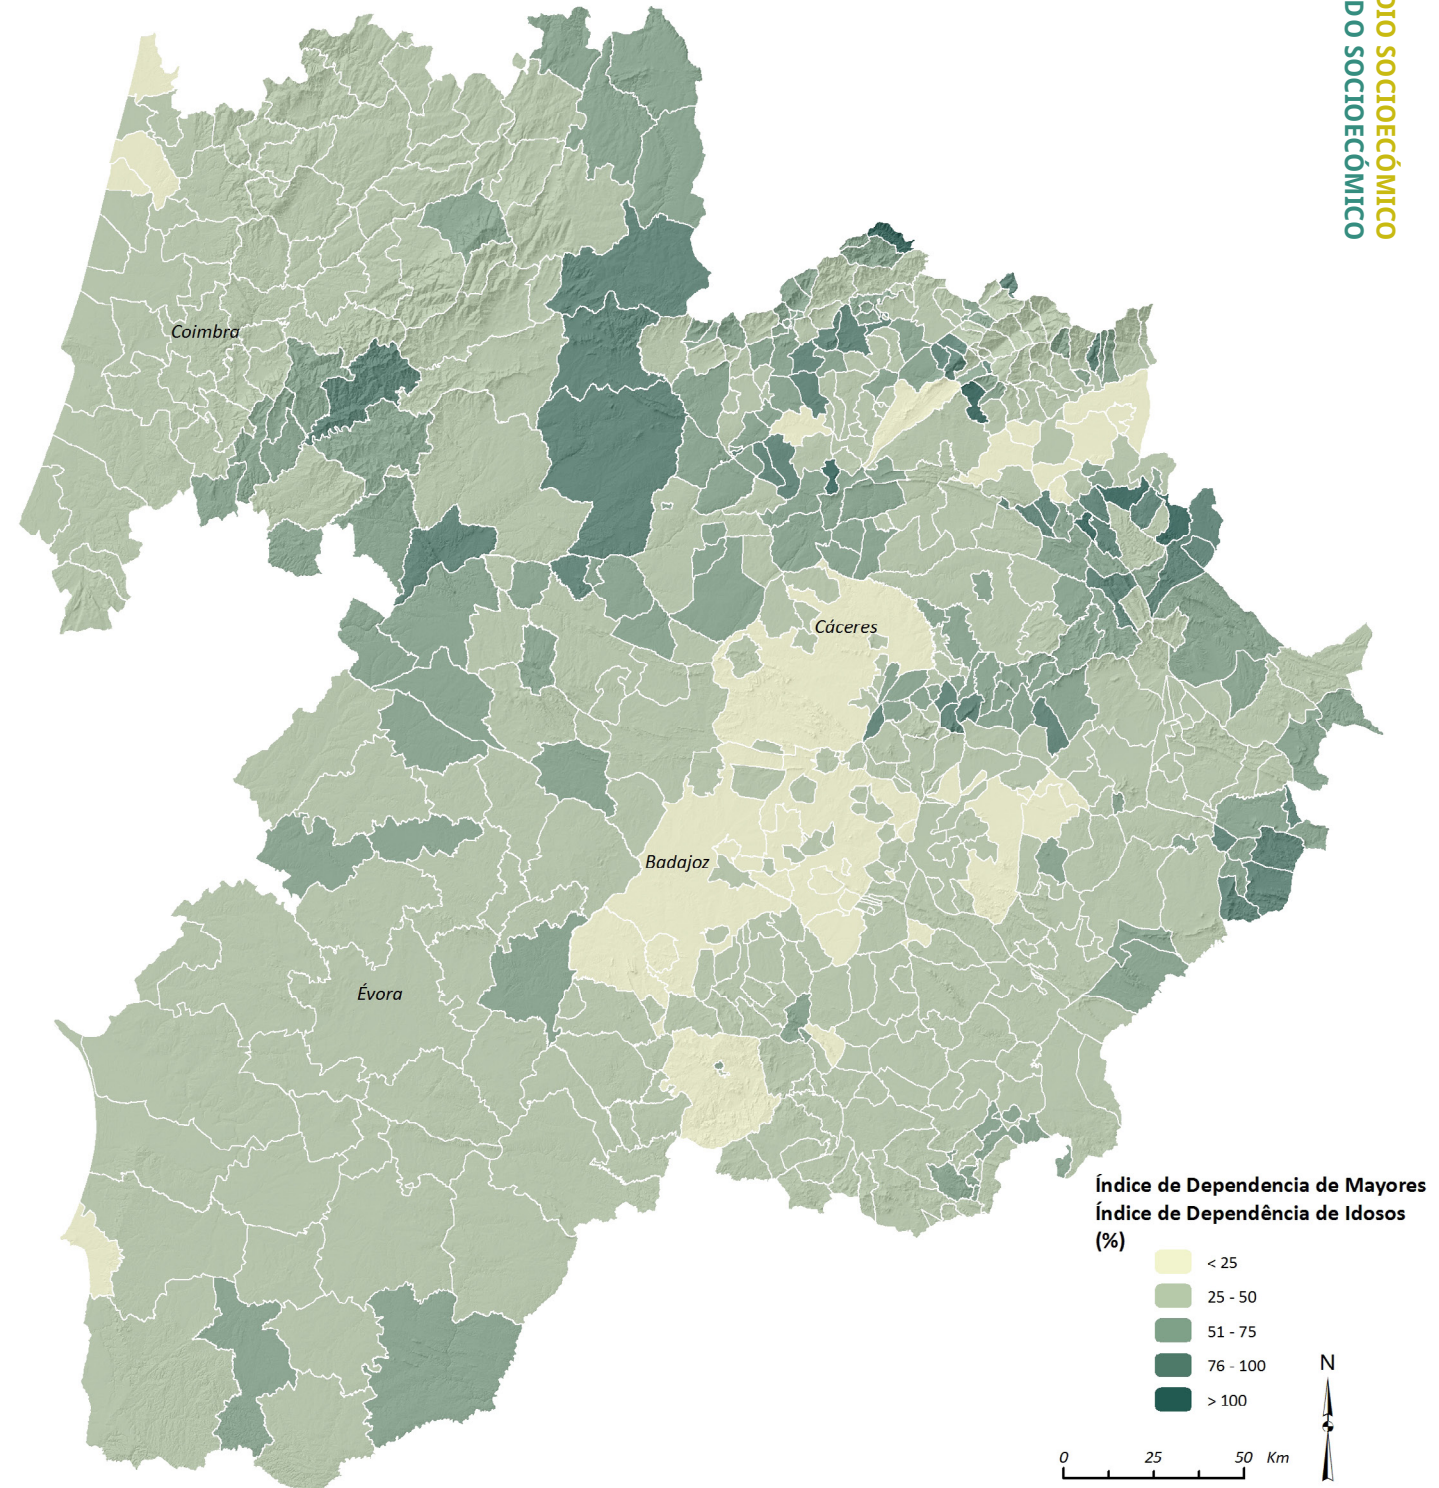 DIO SOCIOECÓMICO
DO SOCIOECÓMICO
Coimbra
Cáceres
Badajoz
Évora
Índice de Dependencia de Mayores
Índice de Dependência de Idosos
(%)
< 25
25 - 50
51 - 75
76 - 100
> 100
N
0 25 50 Km